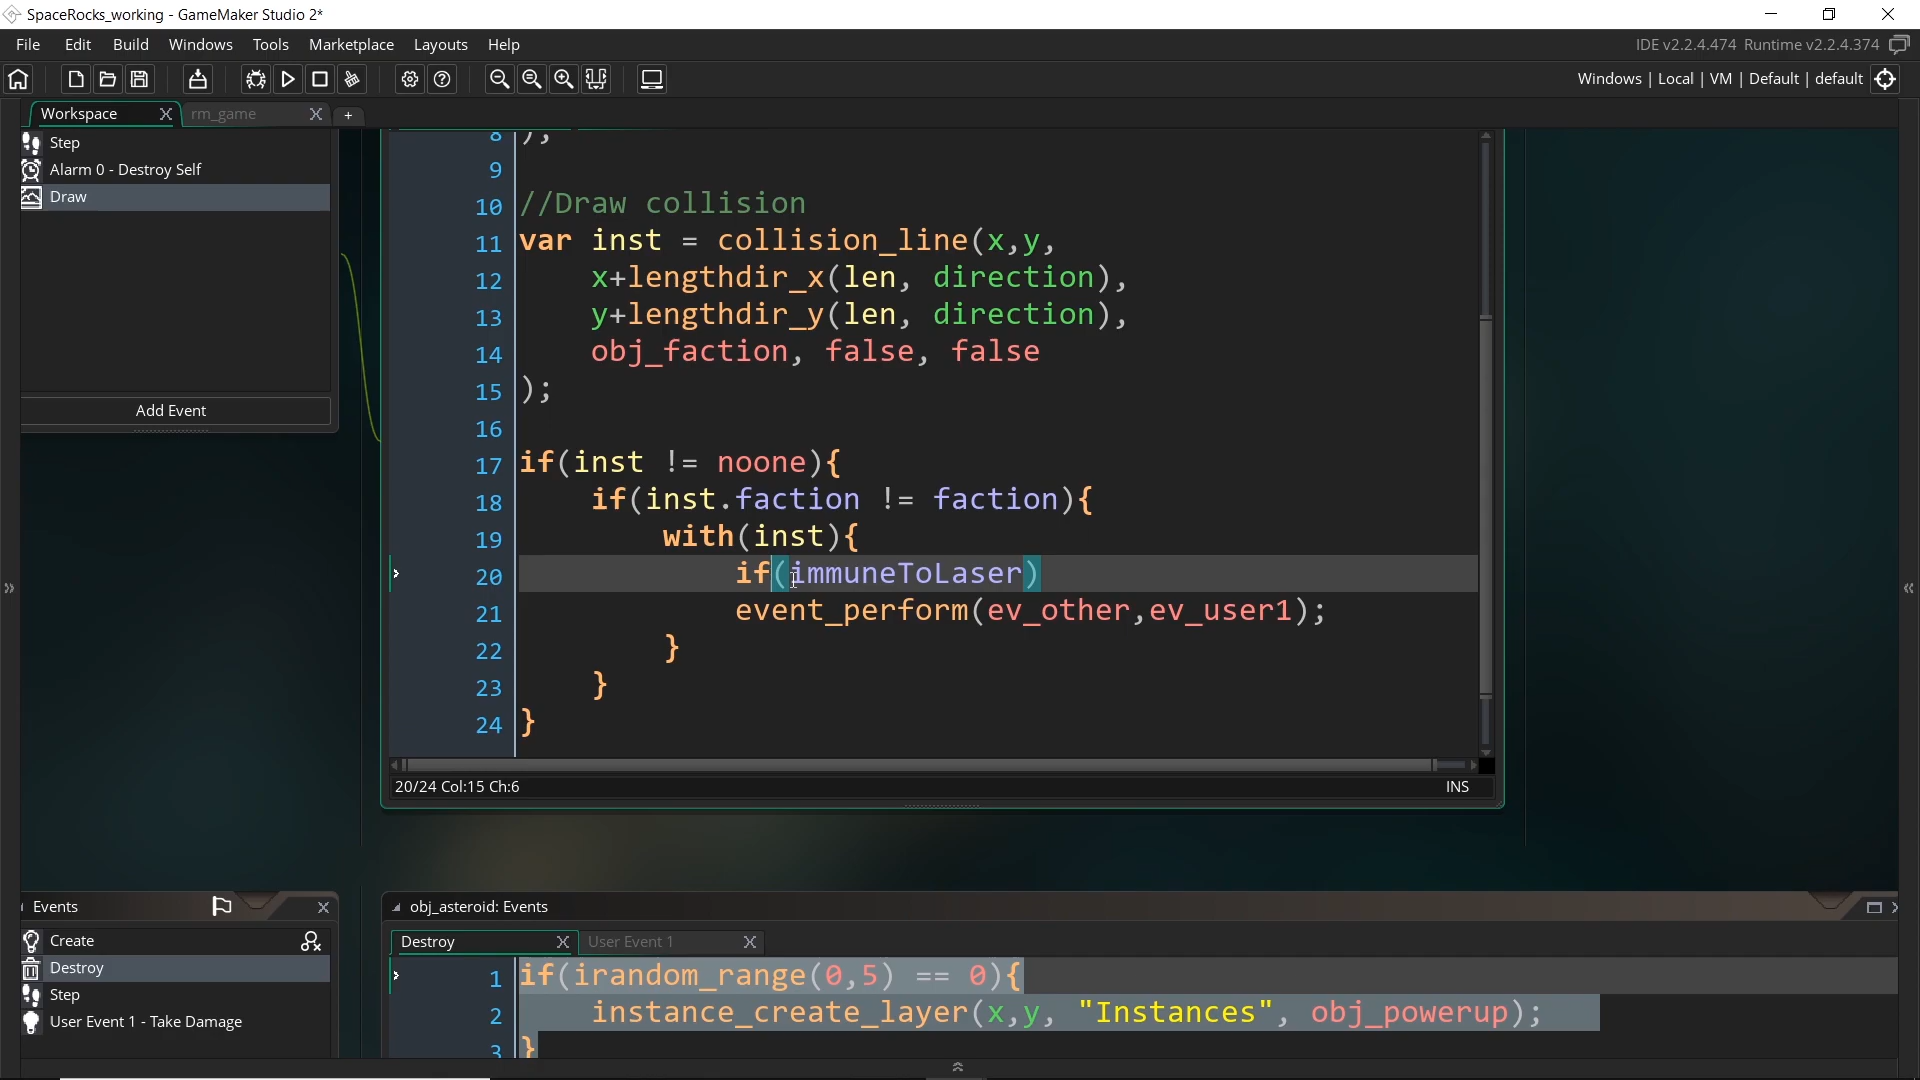 SpaceRocks_working - GameMaker Studio 2*
File Edit Build Windows Tools Marketplace Layouts Help
IDE v2.2.4.474 Runtime v2.2.4.374
Windows | Local | VM | Default | default
Workspace rm_game +
Step
Alarm 0 - Destroy Self
Draw
Add Event
8 );
9
10 //Draw collision
11 var inst = collision_line(x,y,
12 x+lengthdir_x(len, direction),
13 y+lengthdir_y(len, direction),
14 obj_faction, false, false
15 );
16
17 if(inst != noone){
18 if(inst.faction != faction){
19 with(inst){
20 if(immuneToLaser)
21 event_perform(ev_other,ev_user1);
22 }
23 }
24 }
20/24 Col:15 Ch:6 INS
Events
Create
Destroy
Step
User Event 1 - Take Damage
obj_asteroid: Events
Destroy User Event 1
1 if(irandom_range(0,5) == 0){
2 instance_create_layer(x,y, "Instances", obj_powerup);
3 }